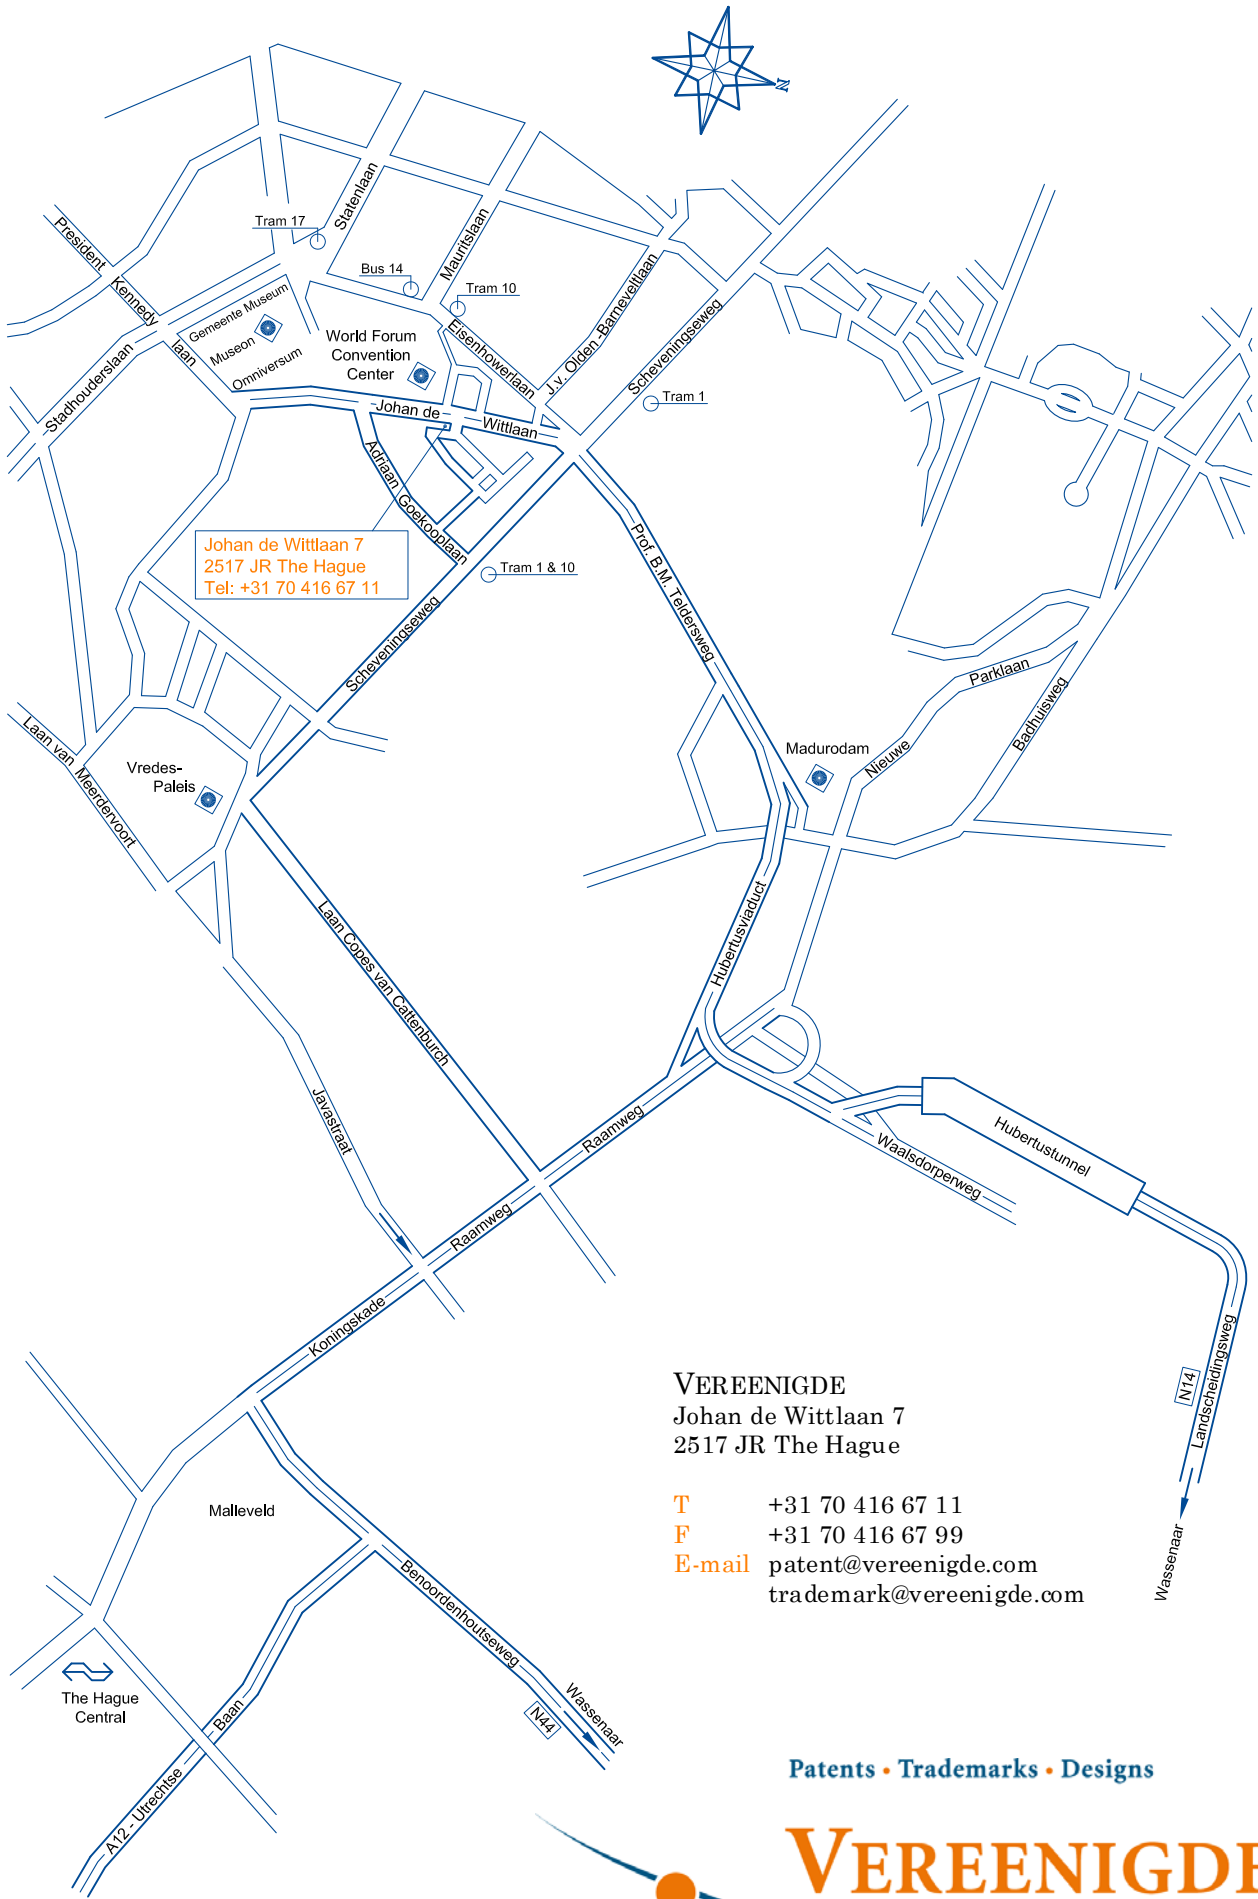 N
Statenlaan
Tram 17
President
Kennedy
laan
Bus 14
Mauritslaan
Tram 10
Gemeente Museum
Museon
Omniversum
World Forum
Convention
Center
Eisenhowerlaan
J.v. Olden -Barneveltlaan
Scheveningseweg
Tram 1
Stadhouderslaan
Johan de
Wittlaan
Adriaan
Goekooplaan
Johan de Wittlaan 7
2517 JR The Hague
Tel: +31 70 416 67 11
Tram 1 & 10
Prof. B.M. Teldersweg
Scheveningseweg
Parklaan
Nieuwe
Badhuisweg
Laan van
Meerdervoort
Vredes-
Paleis
Madurodam
Laan Copes van Cattenburch
Hubertusviaduct
Javastraat
Raamweg
Hubertustunnel
Waalsdorperweg
Raamweg
Koningskade
N14
Landscheidingsweg
Wassenaar
VEREENIGDE
Johan de Wittlaan 7
2517 JR The Hague
T +31 70 416 67 11
F +31 70 416 67 99
E-mail patent@vereenigde.com
trademark@vereenigde.com
Malleveld
Benoordenhoutseweg
The Hague
Central
Baan
A12 - Utrechtse
N44
Wassenaar
Patents • Trademarks • Designs
VEREENIGDE